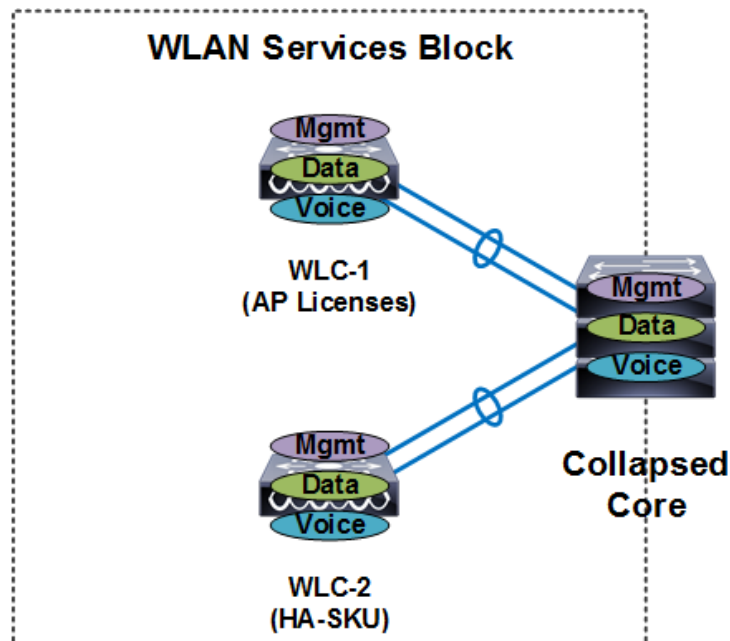 WLAN Services Block
Mgmt
Data
Voice
WLC-1
(AP Licenses)
Mgmt
Data
Voice
Collapsed
Core
Mgmt
Data
Voice
WLC-2
(HA-SKU)